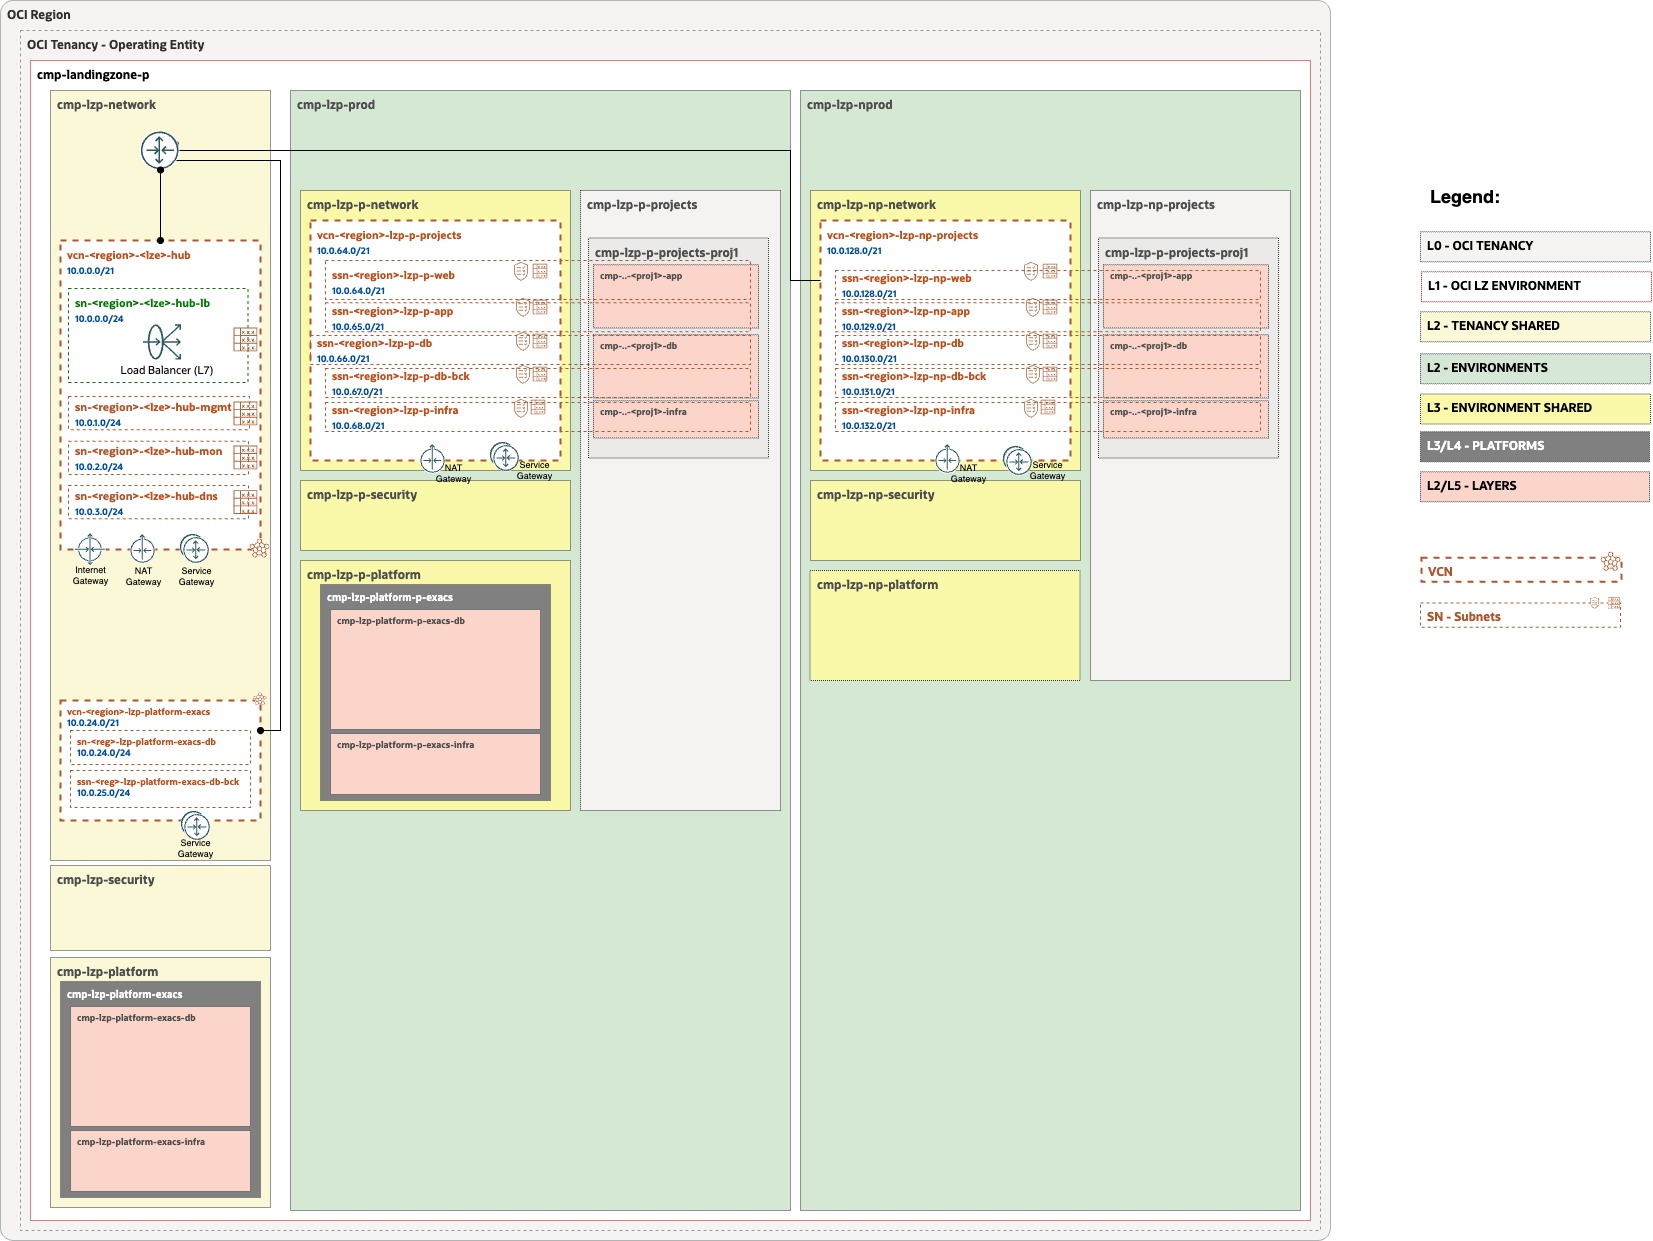 OCI Region
OCI Tenancy - Operating Entity
cmp-landingzone-p
cmp-lzp-network
vcn-<region>-<lze>-hub
10.0.0.0/21
sn-<region>-<lze>-hub-lb
10.0.0.0/24
Load Balancer (L7)
sn-<region>-<lze>-hub-mgmt
10.0.1.0/24
sn-<region>-<lze>-hub-mon
10.0.2.0/24
sn-<region>-<lze>-hub-dns
10.0.3.0/24
Internet
Gateway
NAT
Gateway
Service
Gateway
vcn-<region>-lzp-platform-exacs
10.0.24.0/21
sn-<reg>-lzp-platform-exacs-db
10.0.24.0/24
ssn-<reg>-lzp-platform-exacs-db-bck
10.0.25.0/24
Service
Gateway
cmp-lzp-security
cmp-lzp-platform
cmp-lzp-platform-exacs
cmp-lzp-platform-exacs-db
cmp-lzp-platform-exacs-infra
cmp-lzp-prod
cmp-lzp-p-network
vcn-<region>-lzp-p-projects
10.0.64.0/21
ssn-<region>-lzp-p-web
10.0.64.0/21
ssn-<region>-lzp-p-app
10.0.65.0/21
ssn-<region>-lzp-p-db
10.0.66.0/21
ssn-<region>-lzp-p-db-bck
10.0.67.0/21
ssn-<region>-lzp-p-infra
10.0.68.0/21
NAT
Gateway
Service
Gateway
cmp-lzp-p-projects
cmp-lzp-p-projects-proj1
cmp-..-<proj1>-app
cmp-..-<proj1>-db
cmp-..-<proj1>-infra
cmp-lzp-p-security
cmp-lzp-p-platform
cmp-lzp-platform-p-exacs
cmp-lzp-platform-p-exacs-db
cmp-lzp-platform-p-exacs-infra
cmp-lzp-nprod
cmp-lzp-np-network
vcn-<region>-lzp-np-projects
10.0.128.0/21
ssn-<region>-lzp-np-web
10.0.128.0/21
ssn-<region>-lzp-np-app
10.0.129.0/21
ssn-<region>-lzp-np-db
10.0.130.0/21
ssn-<region>-lzp-np-db-bck
10.0.131.0/21
ssn-<region>-lzp-np-infra
10.0.132.0/21
NAT
Gateway
Service
Gateway
cmp-lzp-np-projects
cmp-lzp-p-projects-proj1
cmp-..-<proj1>-app
cmp-..-<proj1>-db
cmp-..-<proj1>-infra
cmp-lzp-np-security
cmp-lzp-np-platform
Legend:
L0 - OCI TENANCY
L1 - OCI LZ ENVIRONMENT
L2 - TENANCY SHARED
L2 - ENVIRONMENTS
L3 - ENVIRONMENT SHARED
L3/L4 - PLATFORMS
L2/L5 - LAYERS
VCN
SN - Subnets